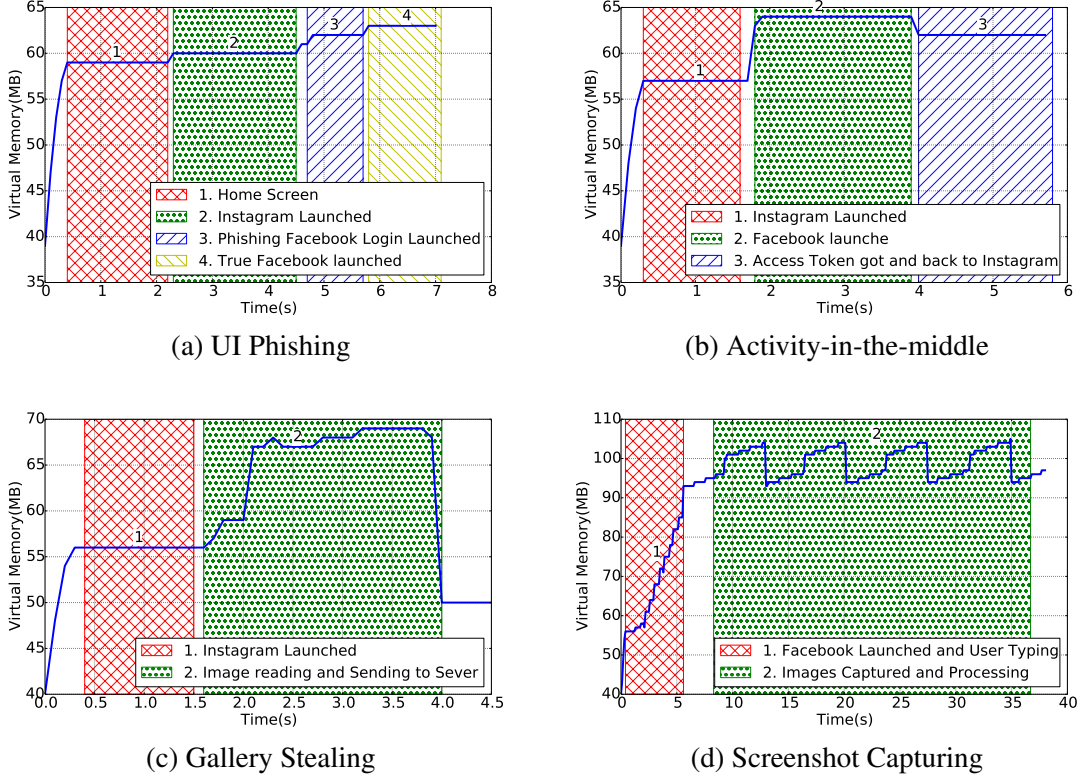 65
60
55
50
45
40
35
Virtual Memory(MB)
1
2
3
4
1. Home Screen
2. Instagram Launched
3. Phishing Facebook Login Launched
4. True Facebook launched
0 1 2 3 4 5 6 7 8
Time(s)
(a) UI Phishing
65
60
55
50
45
40
35
Virtual Memory(MB)
1
2
3
1. Instagram Launched
2. Facebook launche
3. Access Token got and back to Instagram
0 1 2 3 4 5 6
Time(s)
(b) Activity-in-the-middle
70
65
60
55
50
40
Virtual Memory(MB)
1
2
1. Instagram Launched
2. Image reading and Sending to Sever
0.0 0.5 1.0 1.5 2.0 2.5 3.0 3.5 4.0 4.5
Time(s)
(c) Gallery Stealing
110
100
90
80
70
60
50
40
Virtual Memory(MB)
1
2
1. Facebook Launched and User Typing
2. Images Captured and Processing
0 5 10 15 20 25 30 35 40
Time(s)
(d) Screenshot Capturing